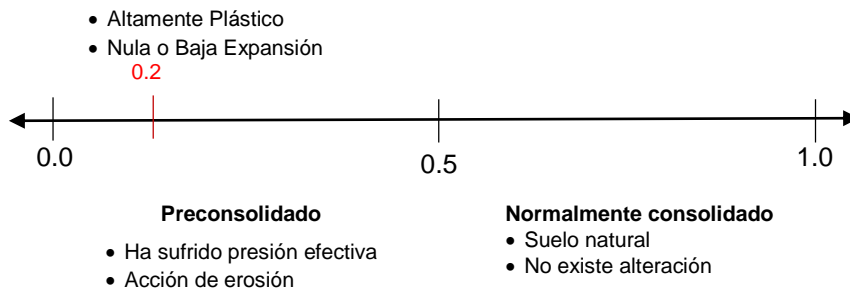 • Altamente Plástico
• Nula o Baja Expansión
0.2
0.0
0.5
1.0
Preconsolidado
• Ha sufrido presión efectiva
• Acción de erosión
Normalmente consolidado
• Suelo natural
• No existe alteración